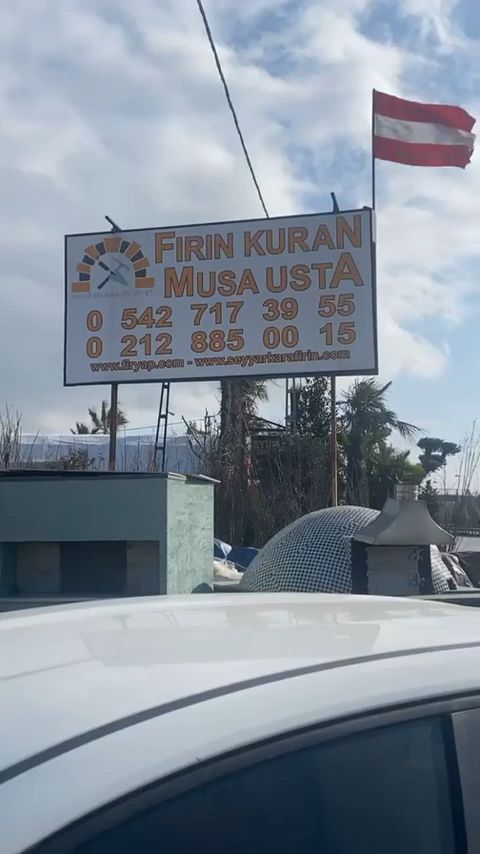 FIRIN KURAN
MUSA USTA
0 542 717 39 55
0 212 885 00 15
www.firyap.com - www.seyyarkarafirin.com